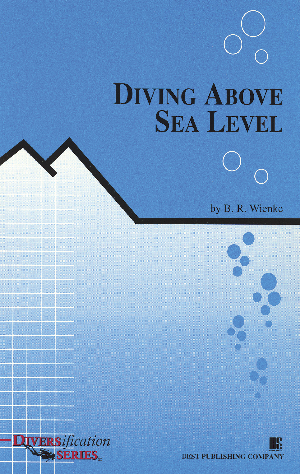 DIVING ABOVE
SEA LEVEL
by B. R. Wienke
DIVERSification
SERIES
BEST PUBLISHING COMPANY